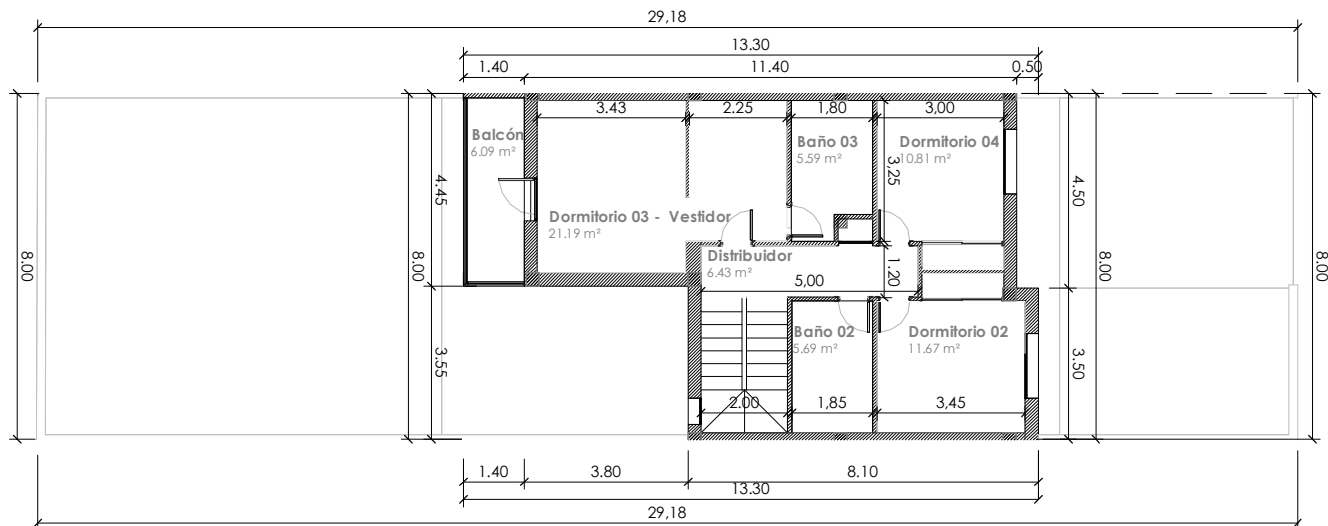 29,18
13.30
1.40
11.40
0.50
3.43
2.25
1,80
3,00
Balcón
6.09 m²
Baño 03
5.59 m²
Dormitorio 04
10.81 m²
3,25
4.45
4.50
8.00
8.00
8.00
8.00
Dormitorio 03 - Vestidor
21.19 m²
Distribuidor
6.43 m²
1.20
5,00
Baño 02
5.69 m²
Dormitorio 02
11.67 m²
3.55
3.50
2.00
1,85
3,45
1.40
3.80
8.10
13.30
29,18